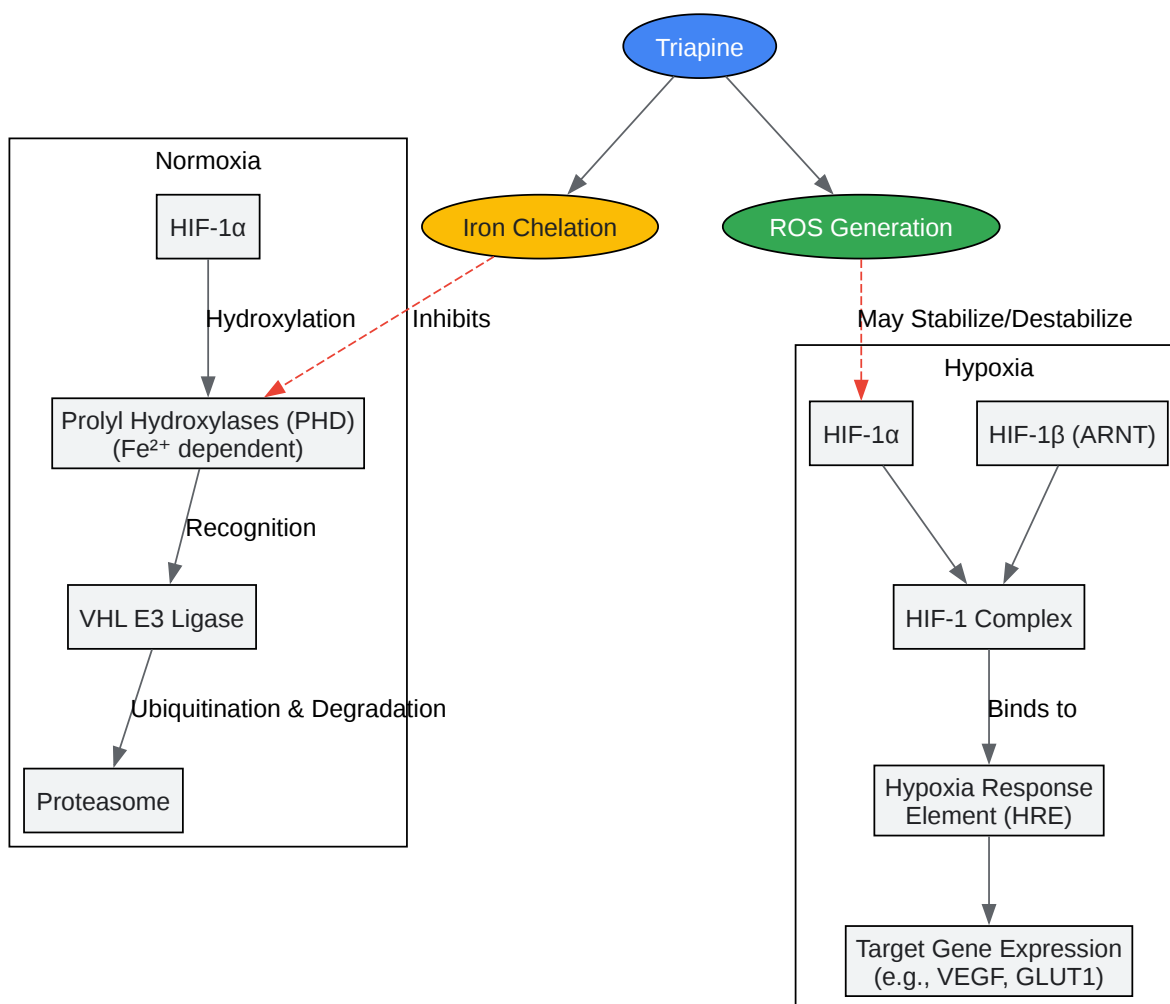 Triapine
Normoxia
HIF-1α
Iron Chelation
ROS Generation
Hydroxylation
Inhibits
May Stabilize/Destabilize
Hypoxia
Prolyl Hydroxylases (PHD)
(Fe²⁺ dependent)
HIF-1α
HIF-1β (ARNT)
Recognition
VHL E3 Ligase
HIF-1 Complex
Ubiquitination & Degradation
Binds to
Proteasome
Hypoxia Response
Element (HRE)
Target Gene Expression
(e.g., VEGF, GLUT1)